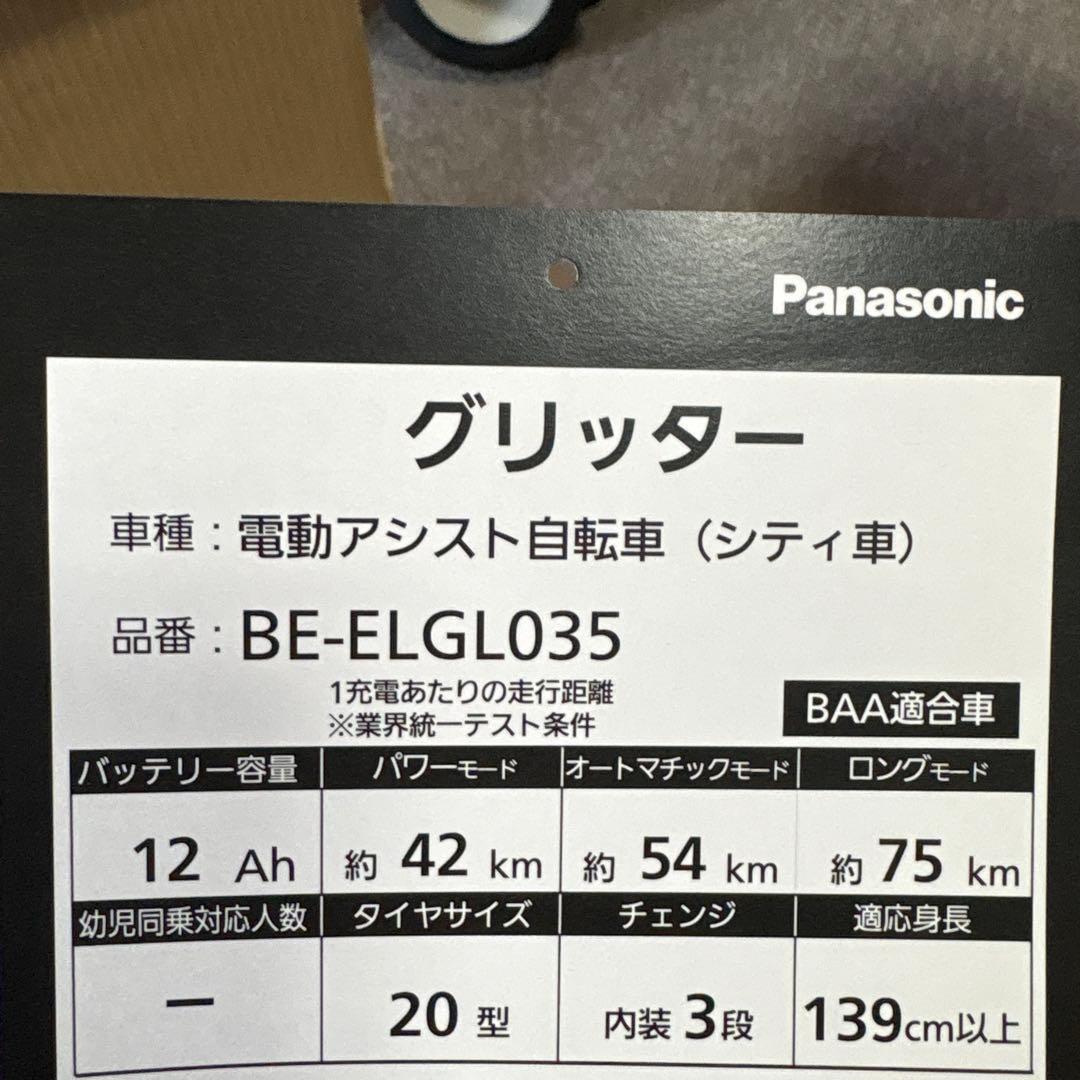 Panasonic
グリッター
車種：電動アシスト自転車（シティ車）
品番：BE-ELGL035
1充電あたりの走行距離
※業界統一テスト条件
BAA適合車
バッテリー容量 パワーモード オートマチックモード ロングモード
12 Ah 約 42 km 約 54 km 約 75 km
幼児同乗対応人数 タイヤサイズ チェンジ 適応身長
ー 20 型 内装 3段 139cm以上